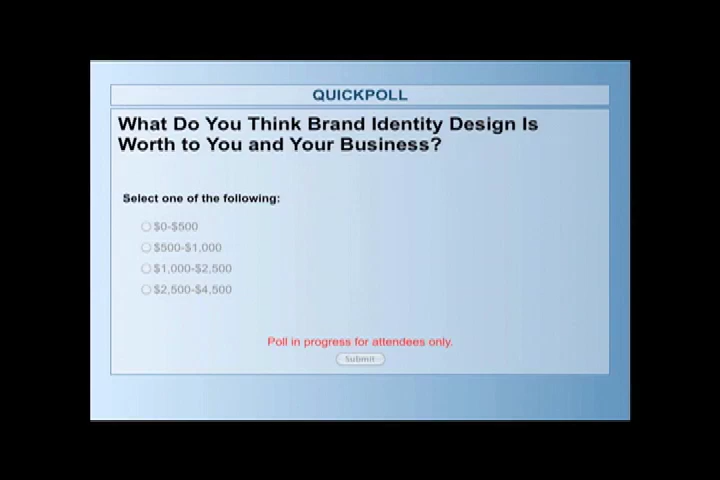 QUICKPOLL
What Do You Think Brand Identity Design Is
Worth to You and Your Business?
Select one of the following:
$0-$500
$500-$1,000
$1,000-$2,500
$2,500-$4,500
Poll in progress for attendees only.
Submit